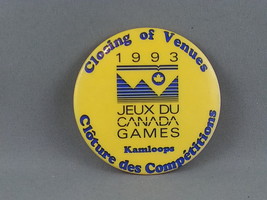 Closing of Venues
1993
JEUX DU
CANADA
GAMES
Kamloops
Clôture des Compétitions